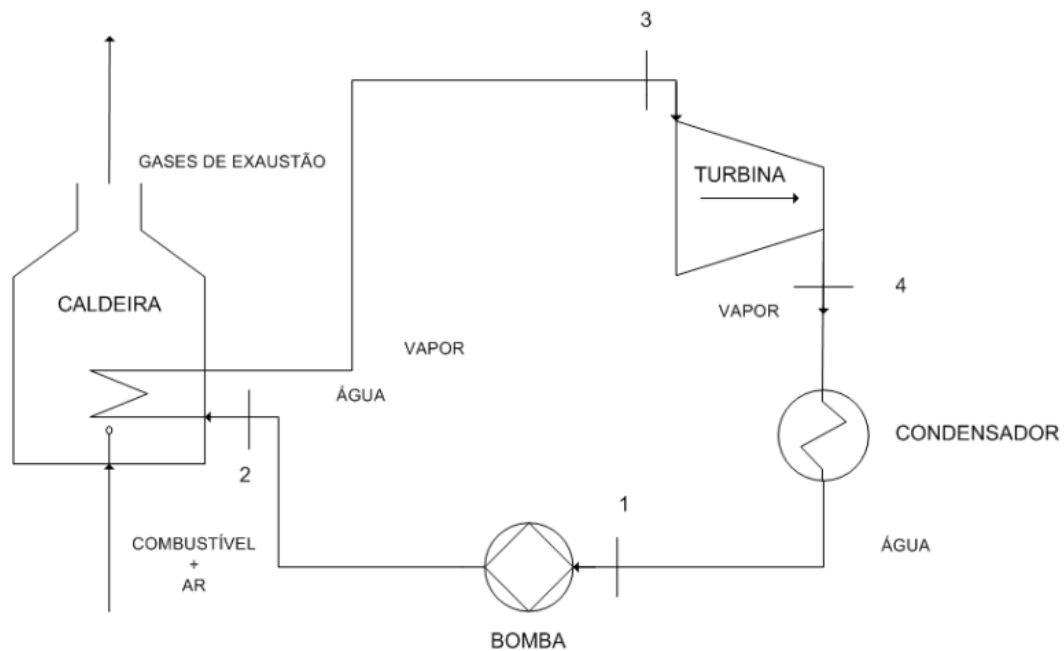 3
GASES DE EXAUSTÃO
TURBINA
CALDEIRA
4
VAPOR
VAPOR
ÁGUA
CONDENSADOR
2
1
COMBUSTÍVEL
+
AR
ÁGUA
BOMBA